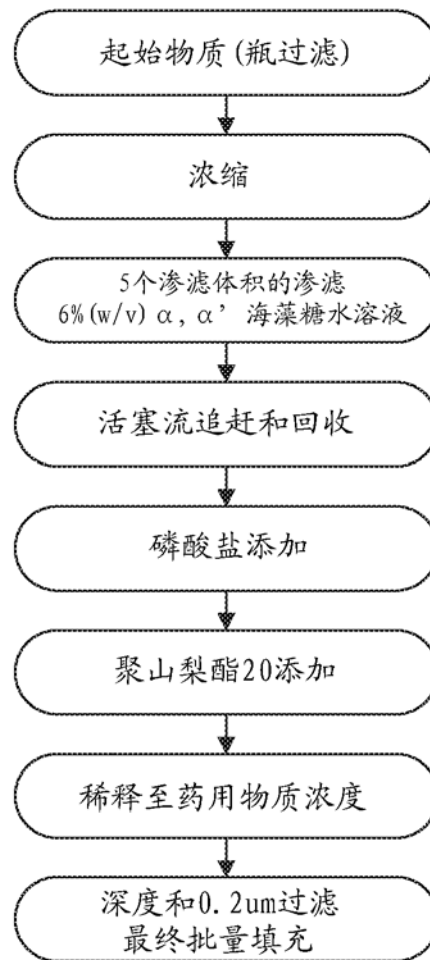 起始物质(瓶过滤)
浓缩
5个渗滤体积的渗滤
6%(w/v)α,α’海藻糖水溶液
活塞流追赶和回收
磷酸盐添加
聚山梨酯20添加
稀释至药用物质浓度
深度和0.2um过滤
最终批量填充